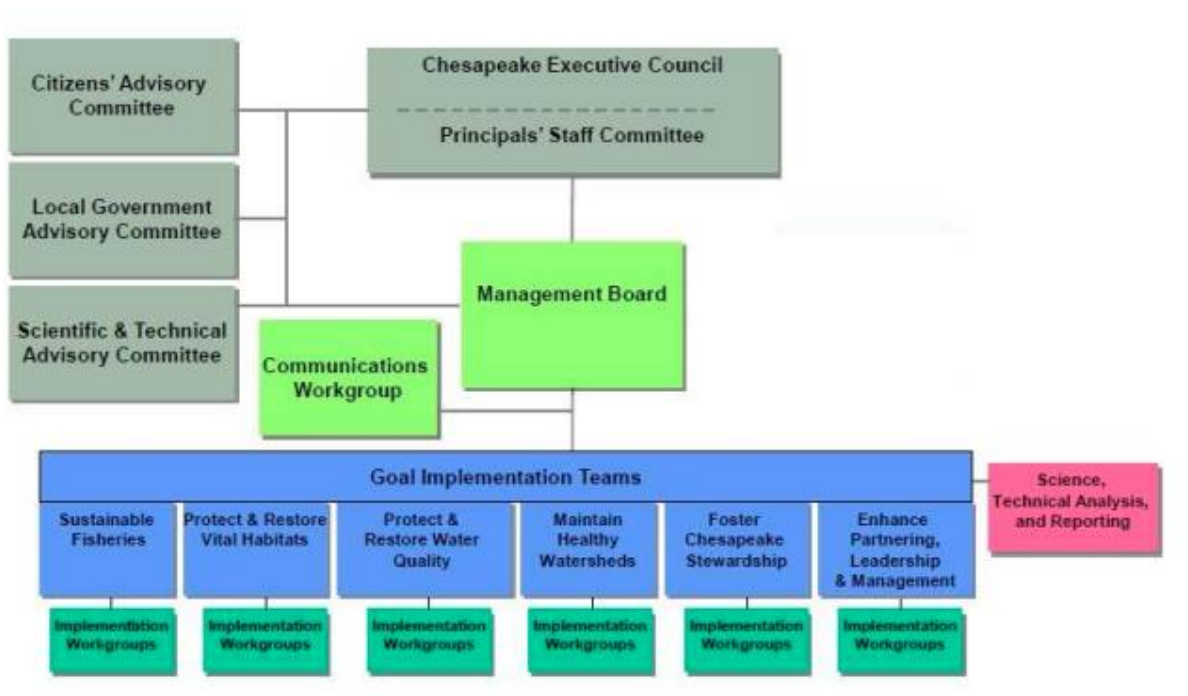 Citizens' Advisory
Committee
Chesapeake Executive Council
Principals' Staff Committee
Local Government
Advisory Committee
Scientific & Technical
Advisory Committee
Management Board
Communications
Workgroup
Goal Implementation Teams
Science,
Technical Analysis,
and Reporting
Sustainable
Fisheries
Protect & Restore
Vital Habitats
Protect &
Restore Water
Quality
Maintain
Healthy
Watersheds
Foster
Chesapeake
Stewardship
Enhance
Partnering,
Leadership
& Management
Implementation
Workgroups
Implementation
Workgroups
Implementation
Workgroups
Implementation
Workgroups
Implementation
Workgroups
Implementation
Workgroups